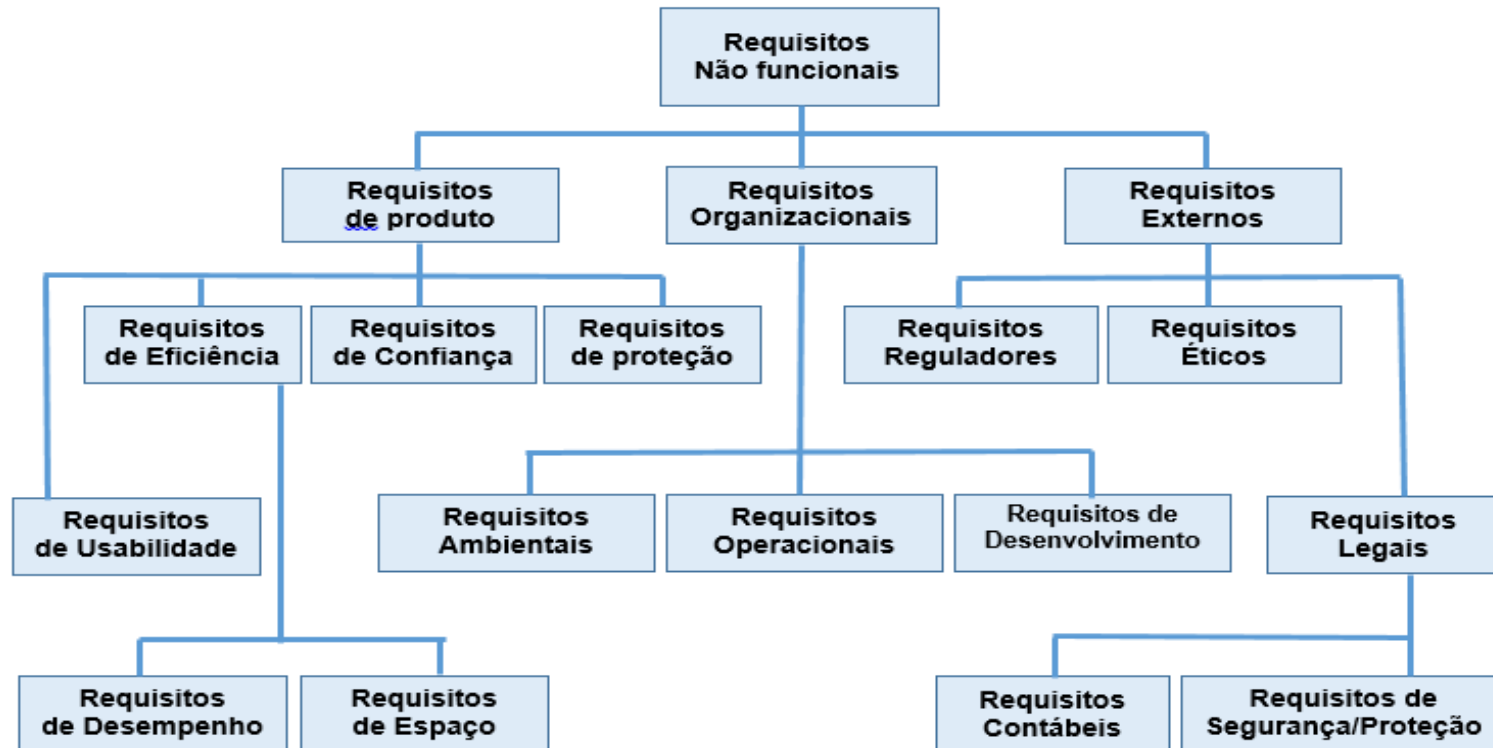 Requisitos
Não funcionais
Requisitos
de produto
Requisitos
Organizacionais
Requisitos
Externos
Requisitos
de Eficiência
Requisitos
de Confiança
Requisitos
de proteção
Requisitos
Reguladores
Requisitos
Éticos
Requisitos
de Usabilidade
Requisitos
Ambientais
Requisitos
Operacionais
Requisitos de
Desenvolvimento
Requisitos
Legais
Requisitos
de Desempenho
Requisitos
de Espaço
Requisitos
Contábeis
Requisitos de
Segurança/Proteção